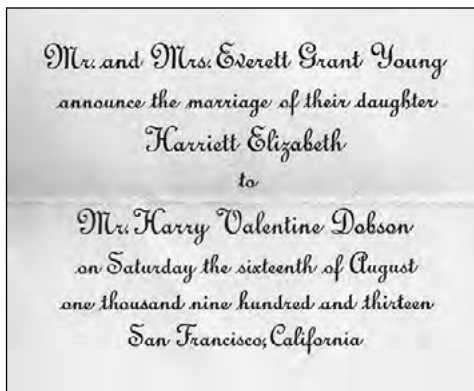 Mr. and Mrs. Everett Grant Young
announce the marriage of their daughter
Harriett Elizabeth
to
Mr. Harry Valentine Dobson
on Saturday the sixteenth of August
one thousand nine hundred and thirteen
San Francisco, California